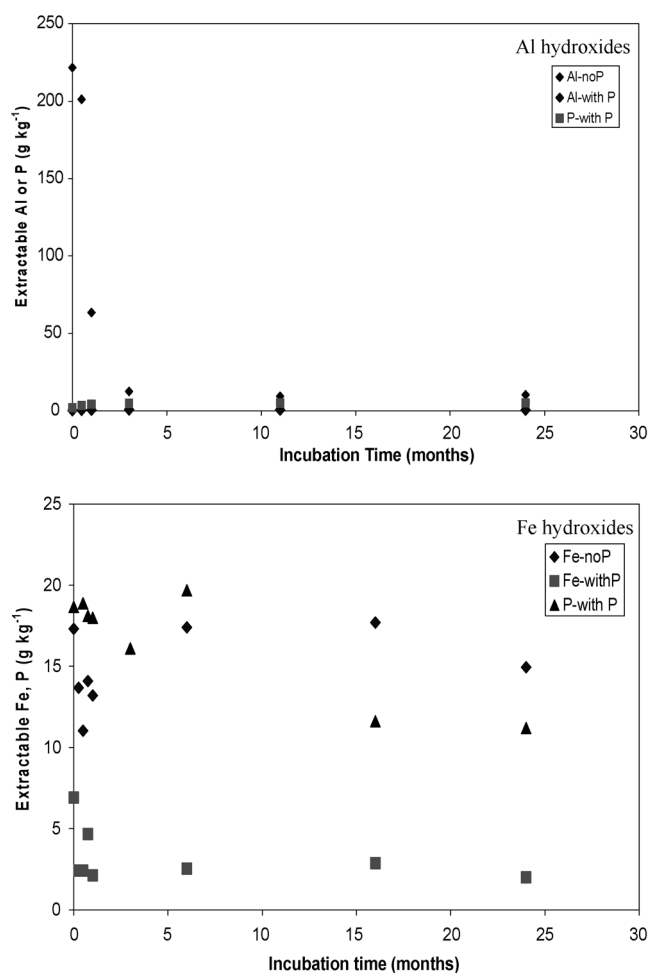 Al hydroxides
Al-noP
Al-with P
P-with P
Extractable Al or P (g kg⁻¹)
250
200
150
100
50
0
0 5 10 15 20 25 30
Incubation Time (months)
Fe hydroxides
Fe-noP
Fe-withP
P-with P
Extractable Fe, P (g kg⁻¹)
25
20
15
10
5
0
0 5 10 15 20 25 30
Incubation time (months)